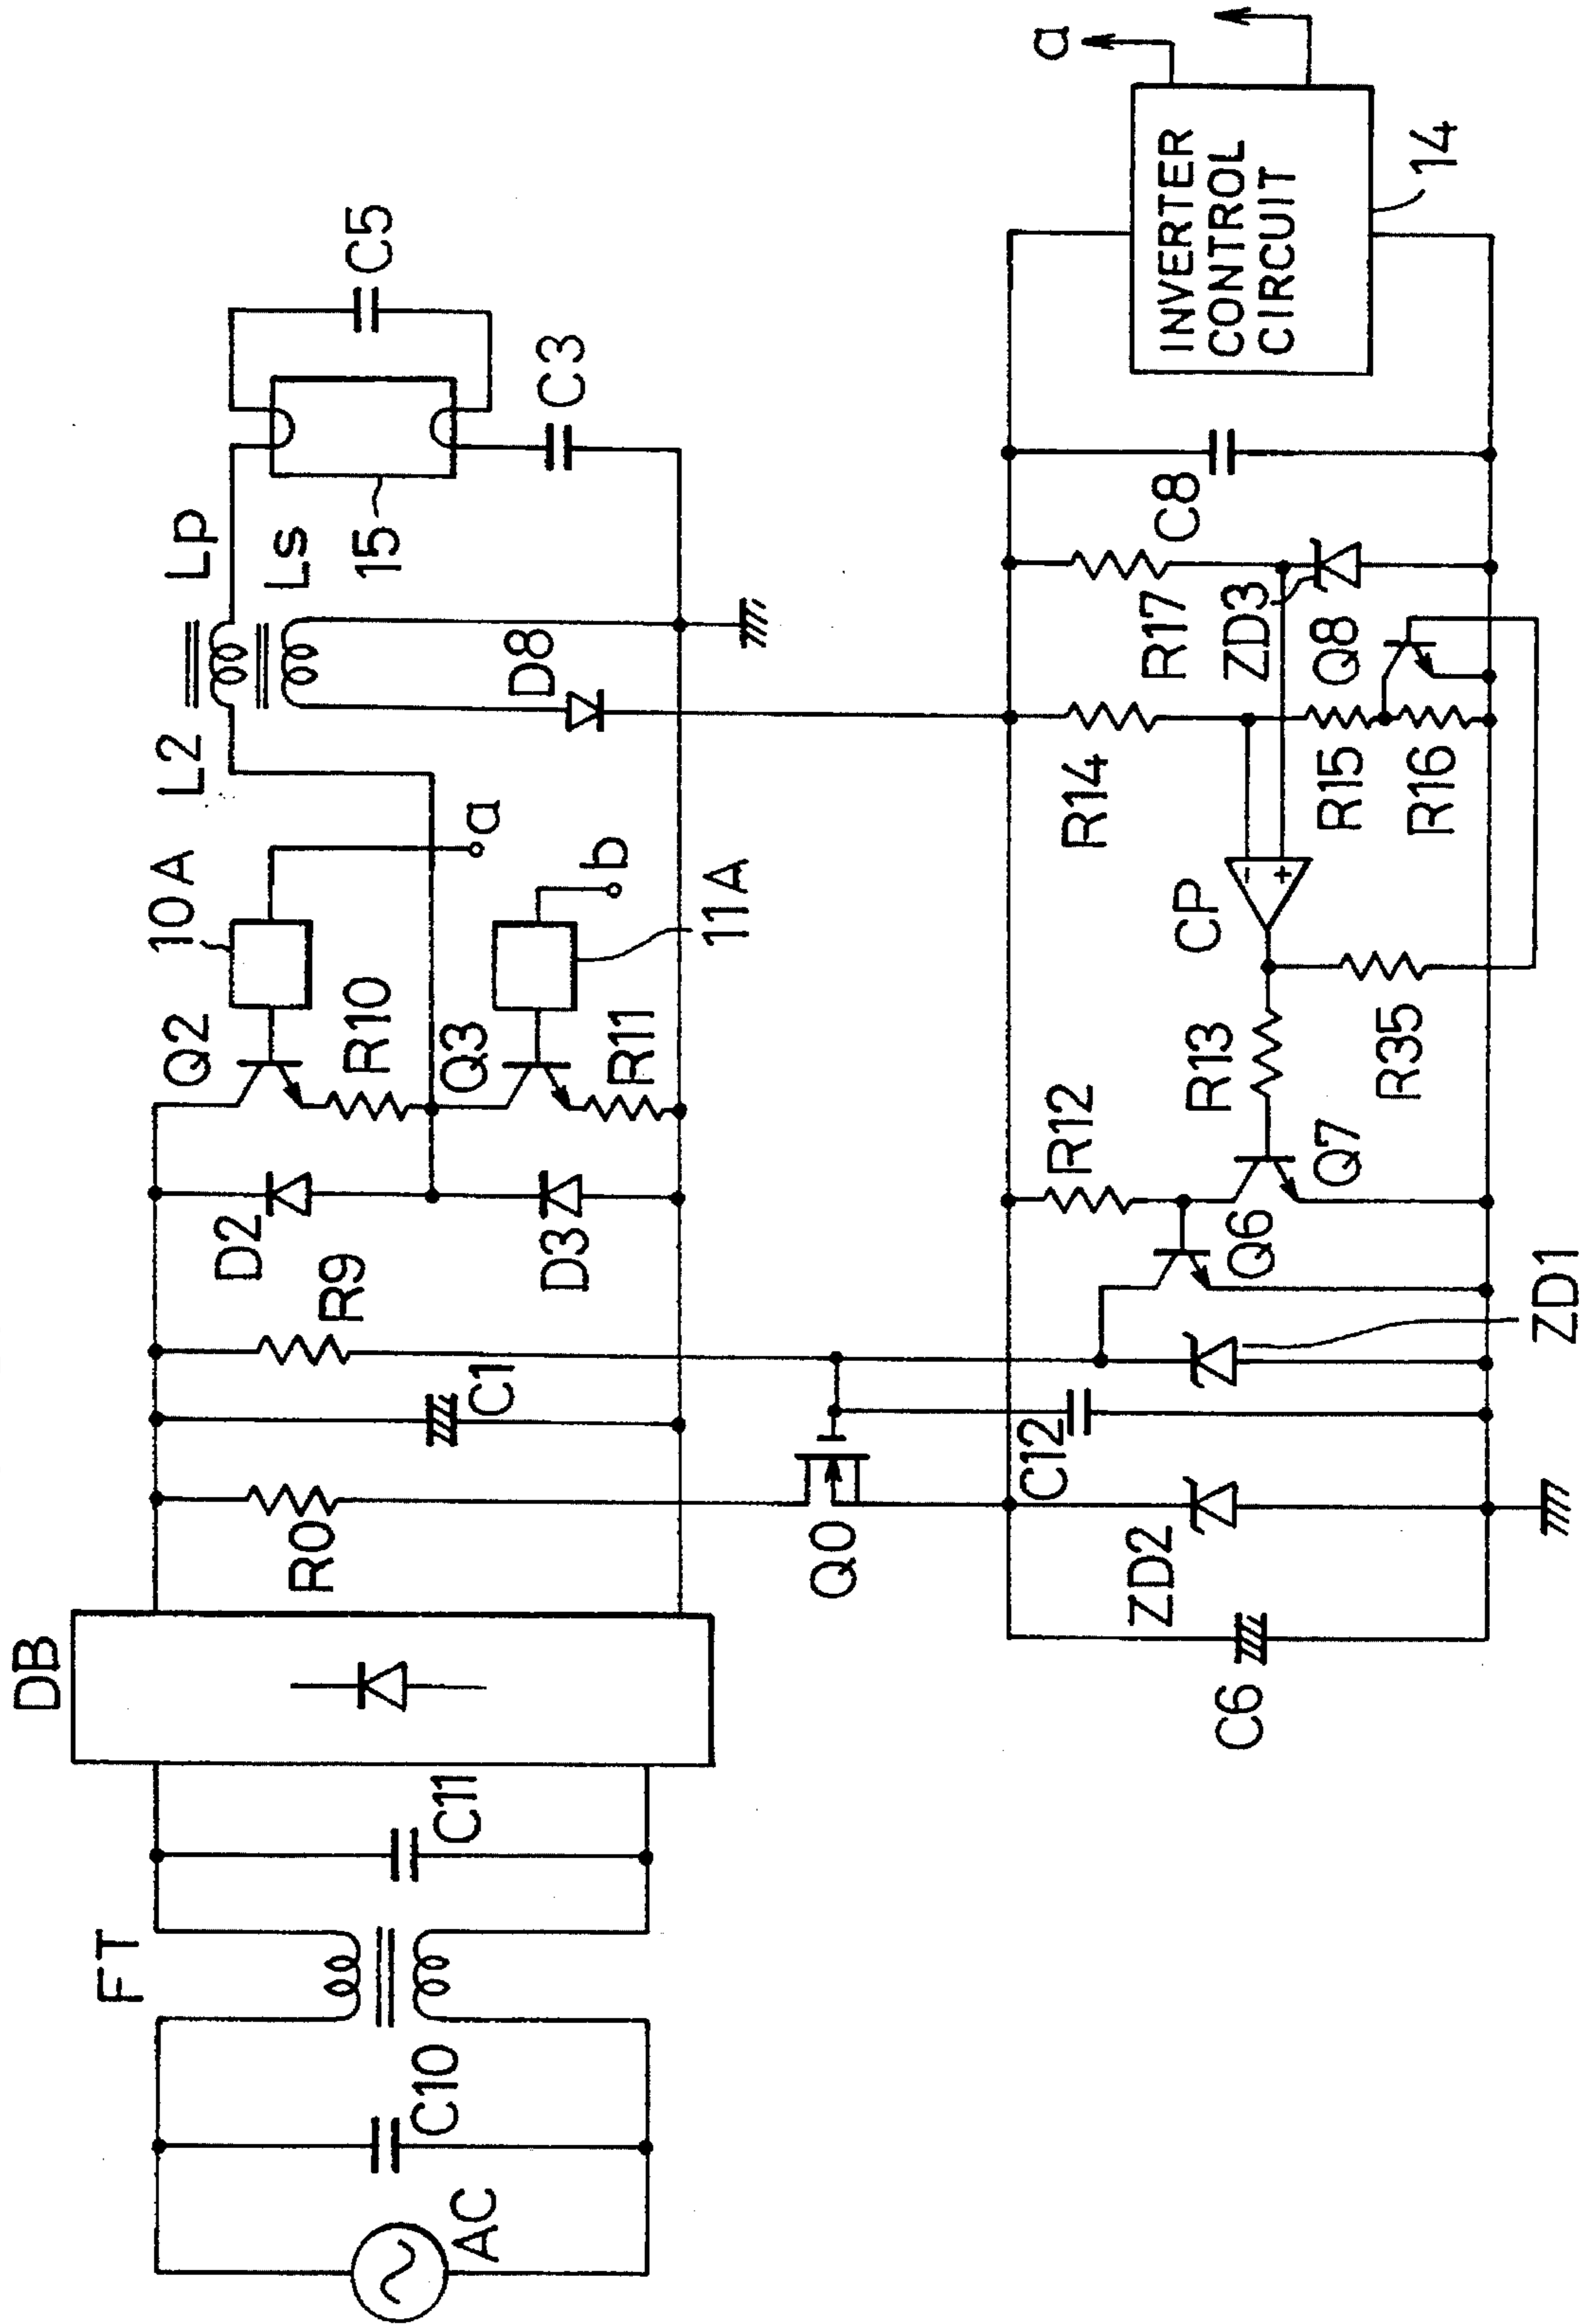 DB
FT
C11
C10
AC
R0
C1
R9
D2
D3
Q2
10A
R10
Q3
R11
11A
a
b
L2
Lp
Ls
D8
15
C5
C3
Q0
C12
ZD2
C6
ZD1
Q6
Q7
R12
R13
R35
CP
R14
R15
R16
Q8
R17
ZD3
C8
-
+
INVERTER
CONTROL
CIRCUIT
14
a